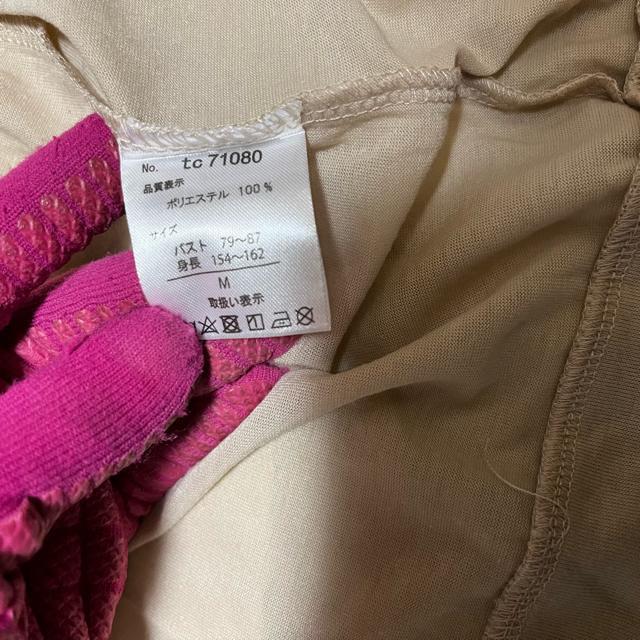 No. tc 71080
品質表示
ポリエステル 100%
サイズ
バスト 79〜87
身長 154〜162
M
取扱い表示